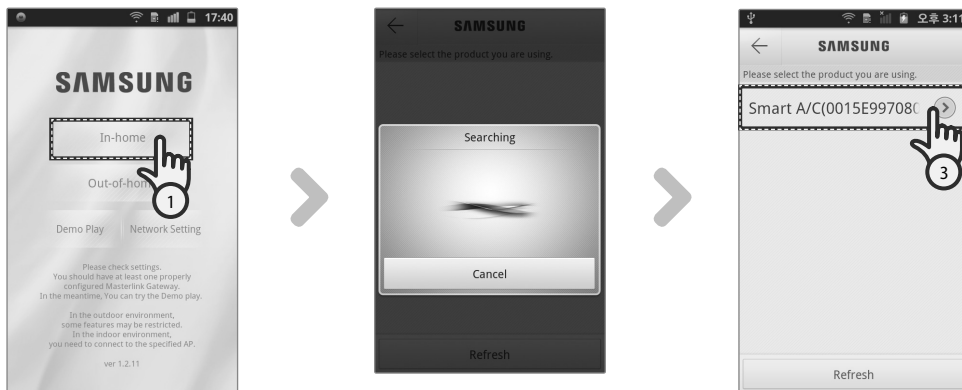 17:40
SAMSUNG
In-home
Out-of-hom
1
Demo Play Network Setting
Please check settings.
You should have at least one properly
configured Masterlink Gateway.
In the meantime, You can try the Demo play.
In the outdoor environment,
some features may be restricted.
In the indoor environment,
you need to connect to the specified AP.
ver 1.2.11
SAMSUNG
Please select the product you are using.
Searching
Cancel
Refresh
오후 3:11
SAMSUNG
Please select the product you are using.
Smart A/C(0015E997080
3
Refresh